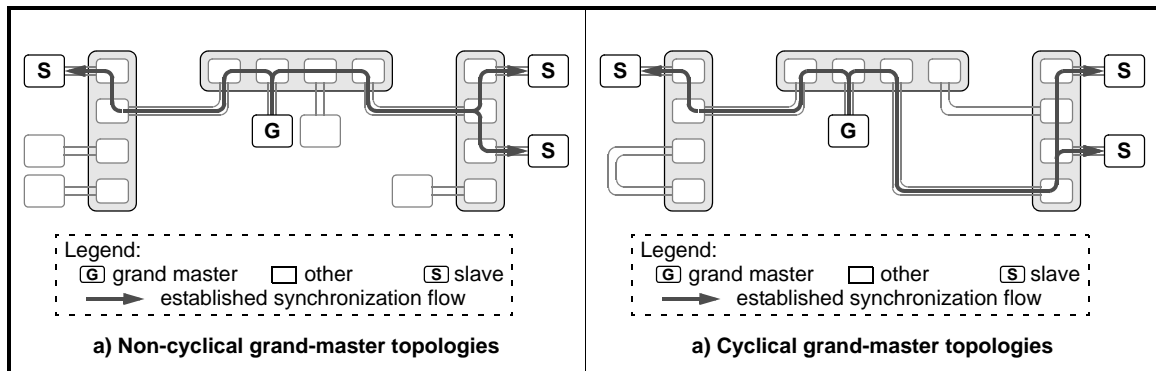 S
S
G
S
Legend:
G grand master other S slave
established synchronization flow
a) Non-cyclical grand-master topologies
S
S
G
S
Legend:
G grand master other S slave
established synchronization flow
a) Cyclical grand-master topologies